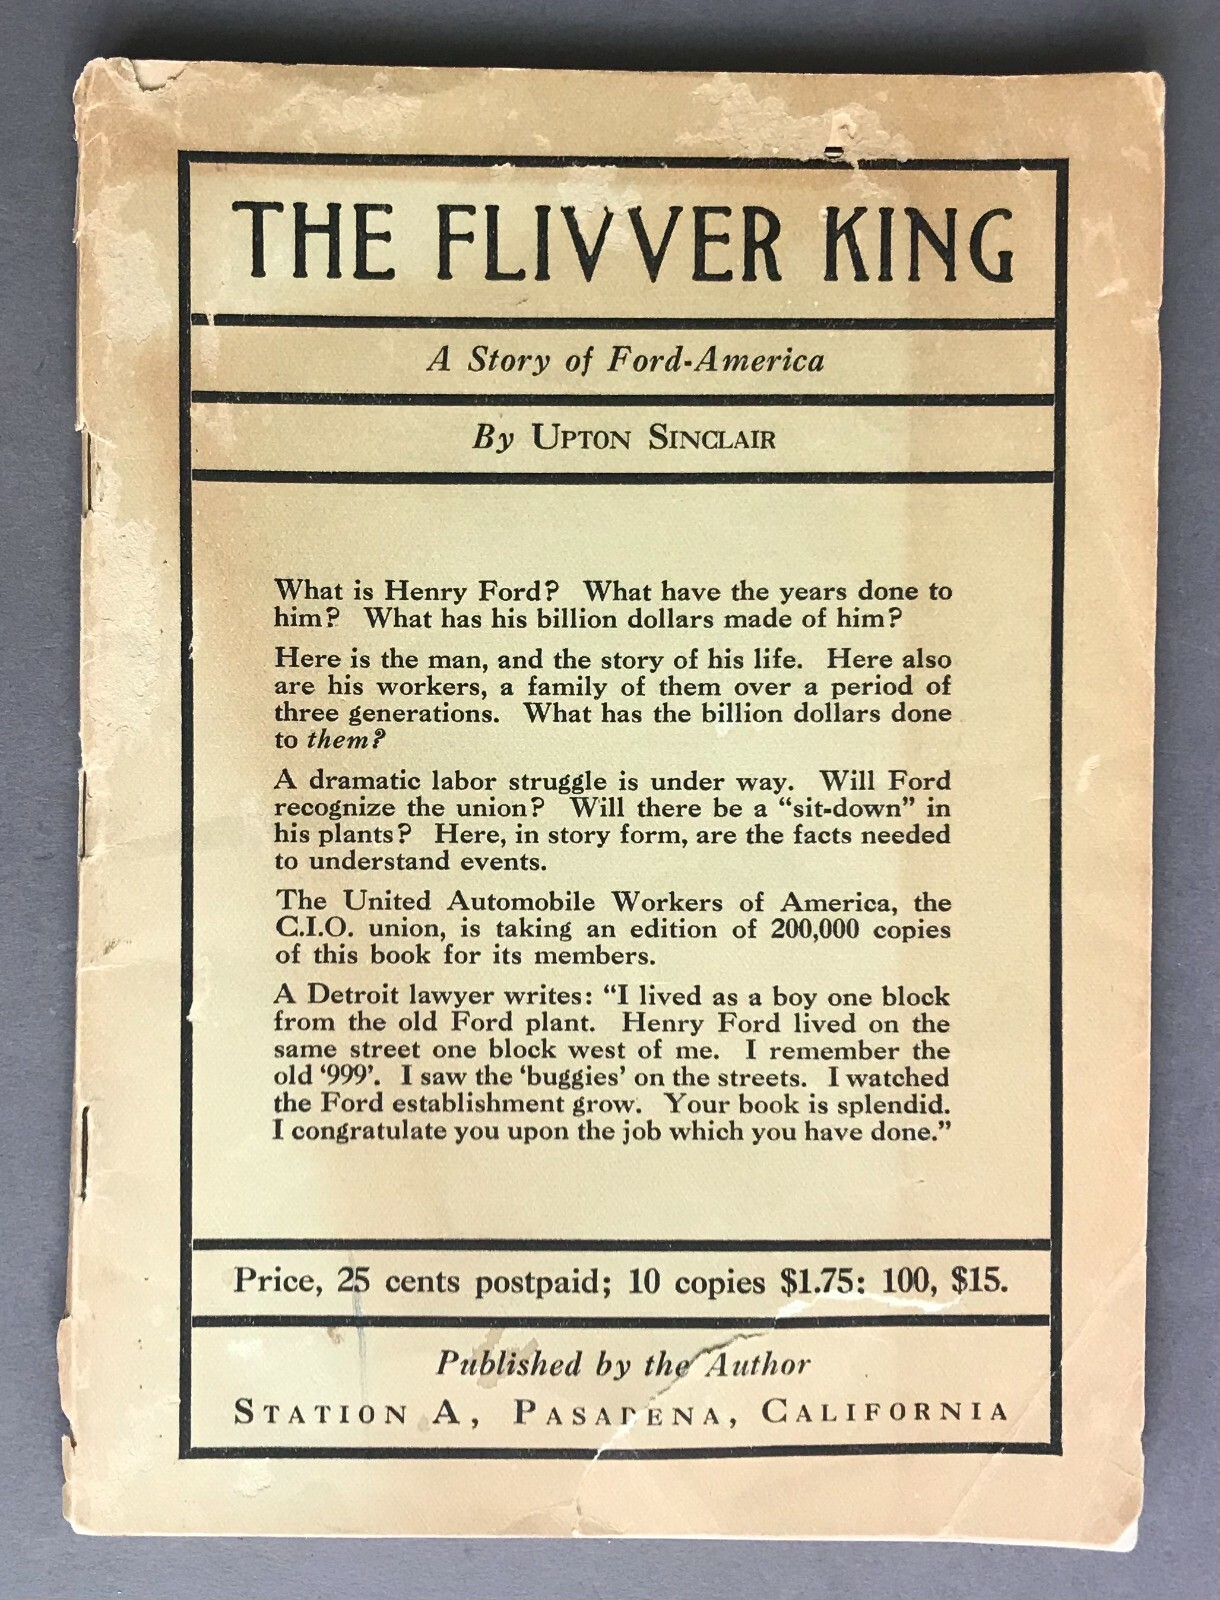 THE FLIVVER KING
A Story of Ford-America
By UPTON SINCLAIR
What is Henry Ford? What have the years done to
him? What has his billion dollars made of him?
Here is the man, and the story of his life. Here also
are his workers, a family of them over a period of
three generations. What has the billion dollars done
to them?
A dramatic labor struggle is under way. Will Ford
recognize the union? Will there be a “sit-down” in
his plants? Here, in story form, are the facts needed
to understand events.
The United Automobile Workers of America, the
C.I.O. union, is taking an edition of 200,000 copies
of this book for its members.
A Detroit lawyer writes: “I lived as a boy one block
from the old Ford plant. Henry Ford lived on the
same street one block west of me. I remember the
old ‘999’. I saw the ‘buggies’ on the streets. I watched
the Ford establishment grow. Your book is splendid.
I congratulate you upon the job which you have done.”
Price, 25 cents postpaid; 10 copies $1.75: 100, $15.
Published by the Author
STATION A, PASADENA, CALIFORNIA